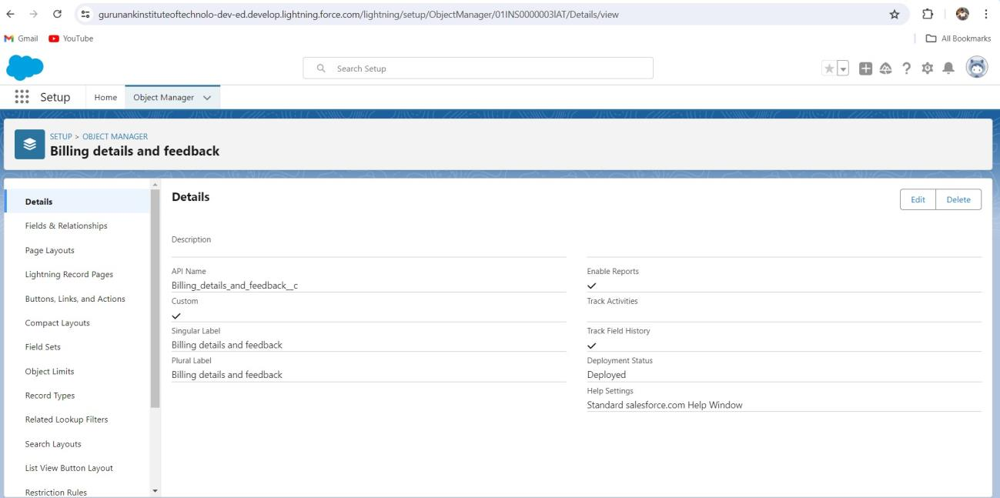 gurunankinstituteoftechnolo-dev-ed.develop.lightning.force.com/lightning/setup/ObjectManager/01INS0000003IAT/Details/view
Gmail YouTube All Bookmarks
Search Setup
Setup Home Object Manager
SETUP > OBJECT MANAGER
Billing details and feedback
Details
Fields & Relationships
Page Layouts
Lightning Record Pages
Buttons, Links, and Actions
Compact Layouts
Field Sets
Object Limits
Record Types
Related Lookup Filters
Search Layouts
List View Button Layout
Restriction Rules
Details
Edit Delete
Description
API Name
Billing_details_and_feedback__c
Custom
Singular Label
Billing details and feedback
Plural Label
Billing details and feedback
Enable Reports
Track Activities
Track Field History
Deployment Status
Deployed
Help Settings
Standard salesforce.com Help Window